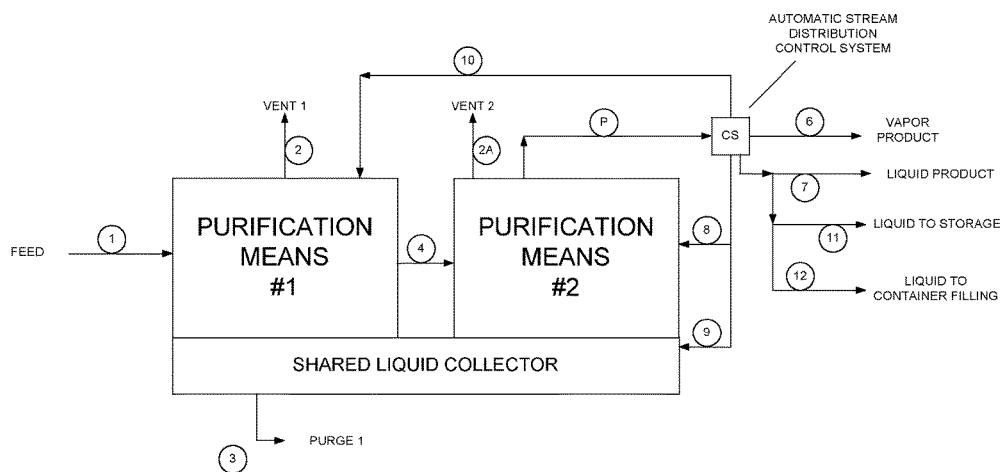 AUTOMATIC STREAM
DISTRIBUTION
CONTROL SYSTEM
10
VENT 1
VENT 2
2
2A
P
CS
6
VAPOR
PRODUCT
7
LIQUID PRODUCT
PURIFICATION
MEANS
#1
PURIFICATION
MEANS
#2
FEED
1
4
8
11
LIQUID TO STORAGE
12
LIQUID TO
CONTAINER FILLING
9
SHARED LIQUID COLLECTOR
3
PURGE 1